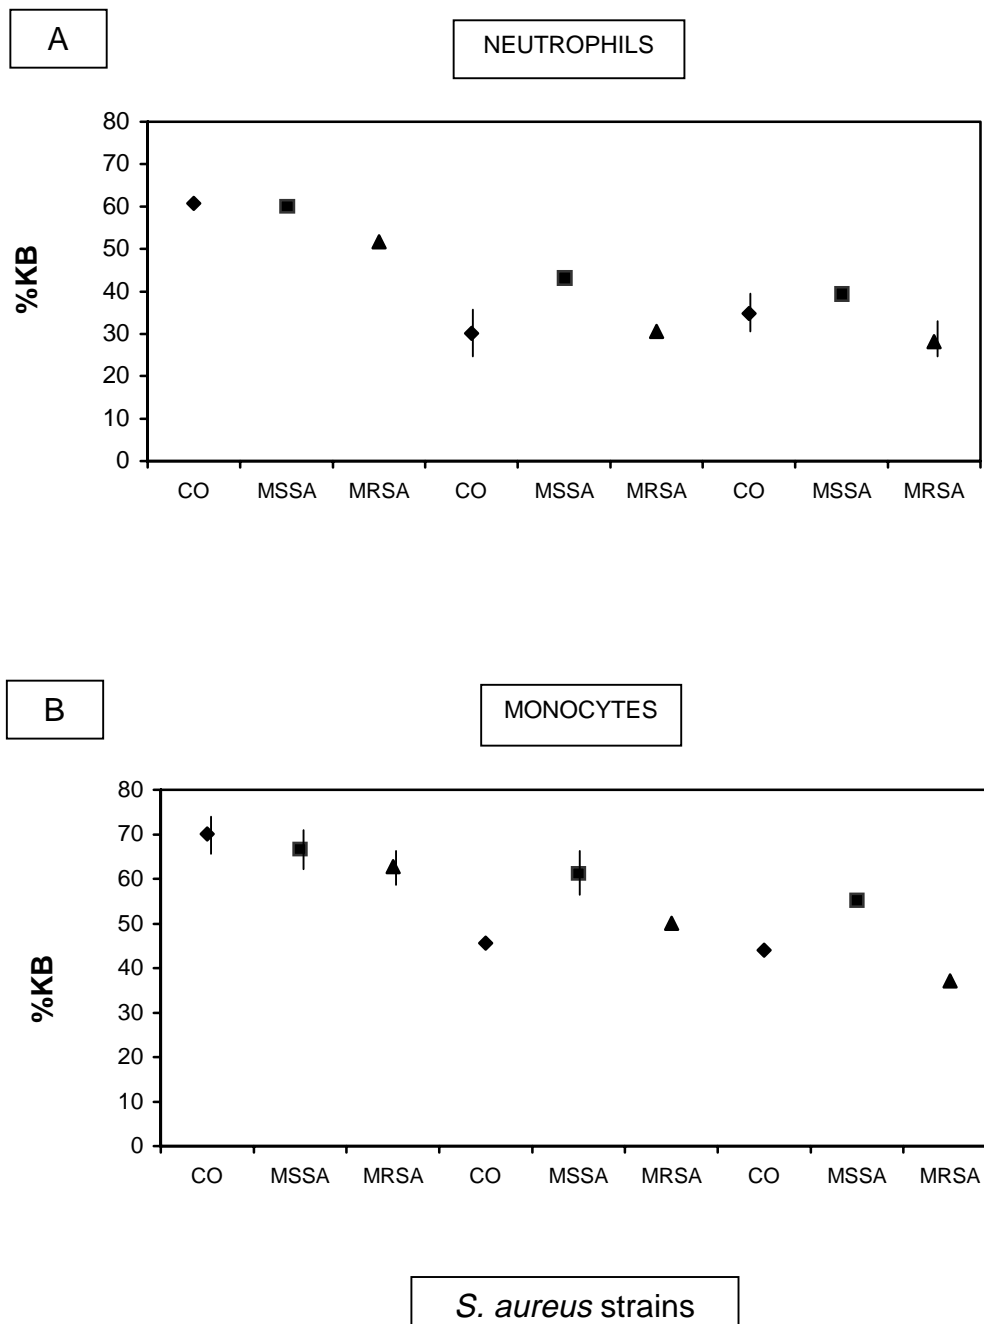 A
NEUTROPHILS
80
70
60
50
40
30
20
10
0
%KB
CO MSSA MRSA CO MSSA MRSA CO MSSA MRSA
B
MONOCYTES
80
70
60
50
40
30
20
10
0
%KB
CO MSSA MRSA CO MSSA MRSA CO MSSA MRSA
S. aureus strains